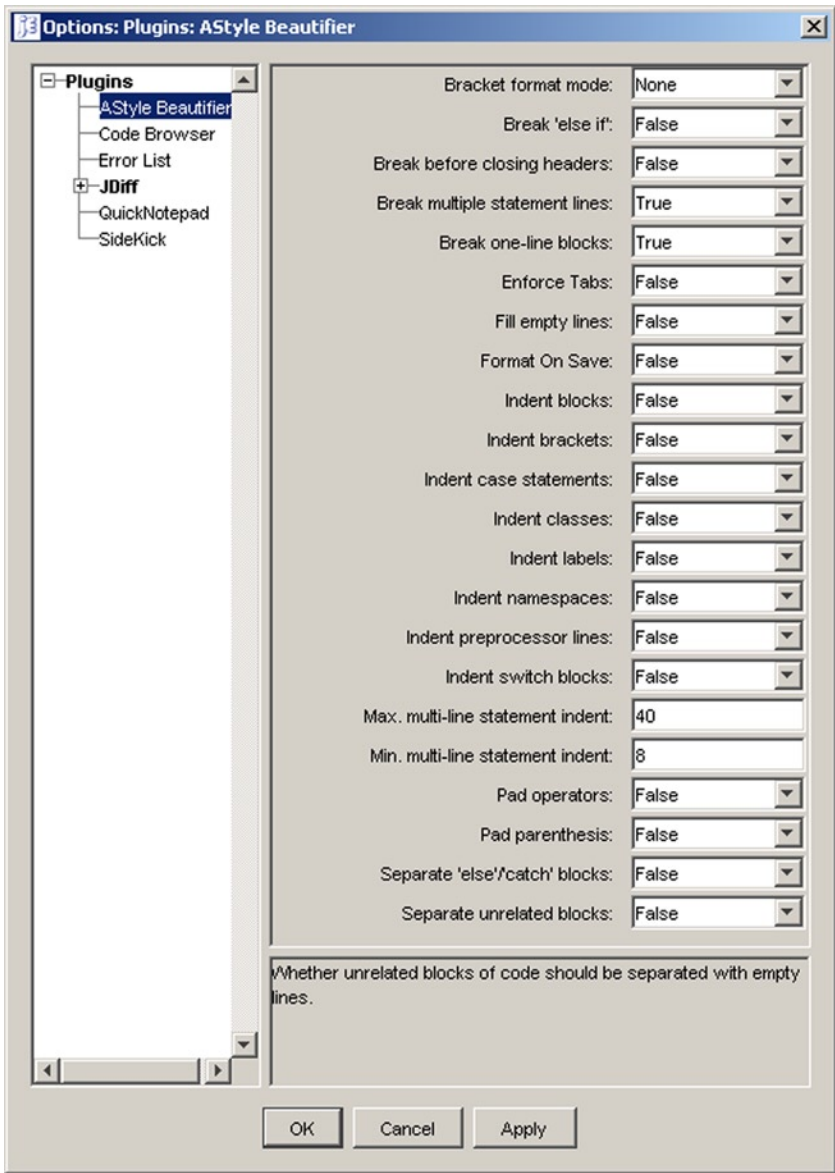 Options: Plugins: AStyle Beautifier
Plugins
AStyle Beautifier
Code Browser
Error List
JDiff
QuickNotepad
SideKick
Bracket format mode: None
Break 'else if': False
Break before closing headers: False
Break multiple statement lines: True
Break one-line blocks: True
Enforce Tabs: False
Fill empty lines: False
Format On Save: False
Indent blocks: False
Indent brackets: False
Indent case statements: False
Indent classes: False
Indent labels: False
Indent namespaces: False
Indent preprocessor lines: False
Indent switch blocks: False
Max. multi-line statement indent: 40
Min. multi-line statement indent: 8
Pad operators: False
Pad parenthesis: False
Separate 'else'/'catch' blocks: False
Separate unrelated blocks: False
Whether unrelated blocks of code should be separated with empty
lines.
OK Cancel Apply